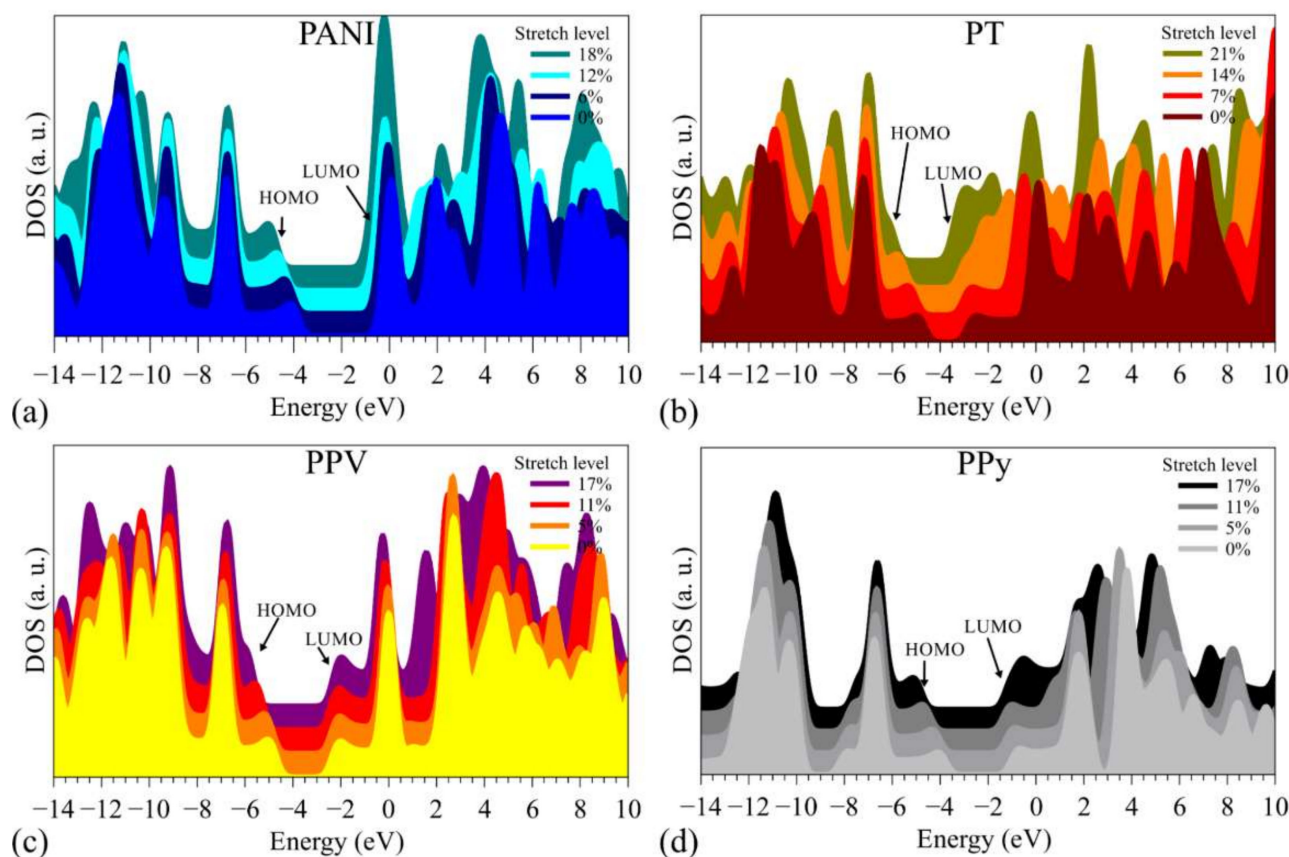 PANI
Stretch level
18%
12%
6%
0%
HOMO
LUMO
DOS (a. u.)
−14 −12 −10 −8 −6 −4 −2 0 2 4 6 8 10
Energy (eV)
(a)
PT
Stretch level
21%
14%
7%
0%
HOMO
LUMO
DOS (a. u.)
−14 −12 −10 −8 −6 −4 −2 0 2 4 6 8 10
Energy (eV)
(b)
PPV
Stretch level
17%
11%
5%
0%
HOMO
LUMO
DOS (a. u.)
−14 −12 −10 −8 −6 −4 −2 0 2 4 6 8 10
Energy (eV)
(c)
PPy
Stretch level
17%
11%
5%
0%
HOMO
LUMO
DOS (a. u.)
−14 −12 −10 −8 −6 −4 −2 0 2 4 6 8 10
Energy (eV)
(d)